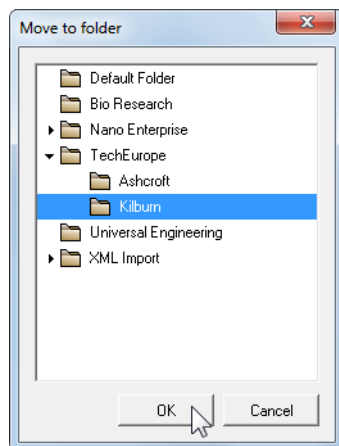 Move to folder
Default Folder
Bio Research
Nano Enterprise
TechEurope
Ashcroft
Kilburn
Universal Engineering
XML Import
OK
Cancel